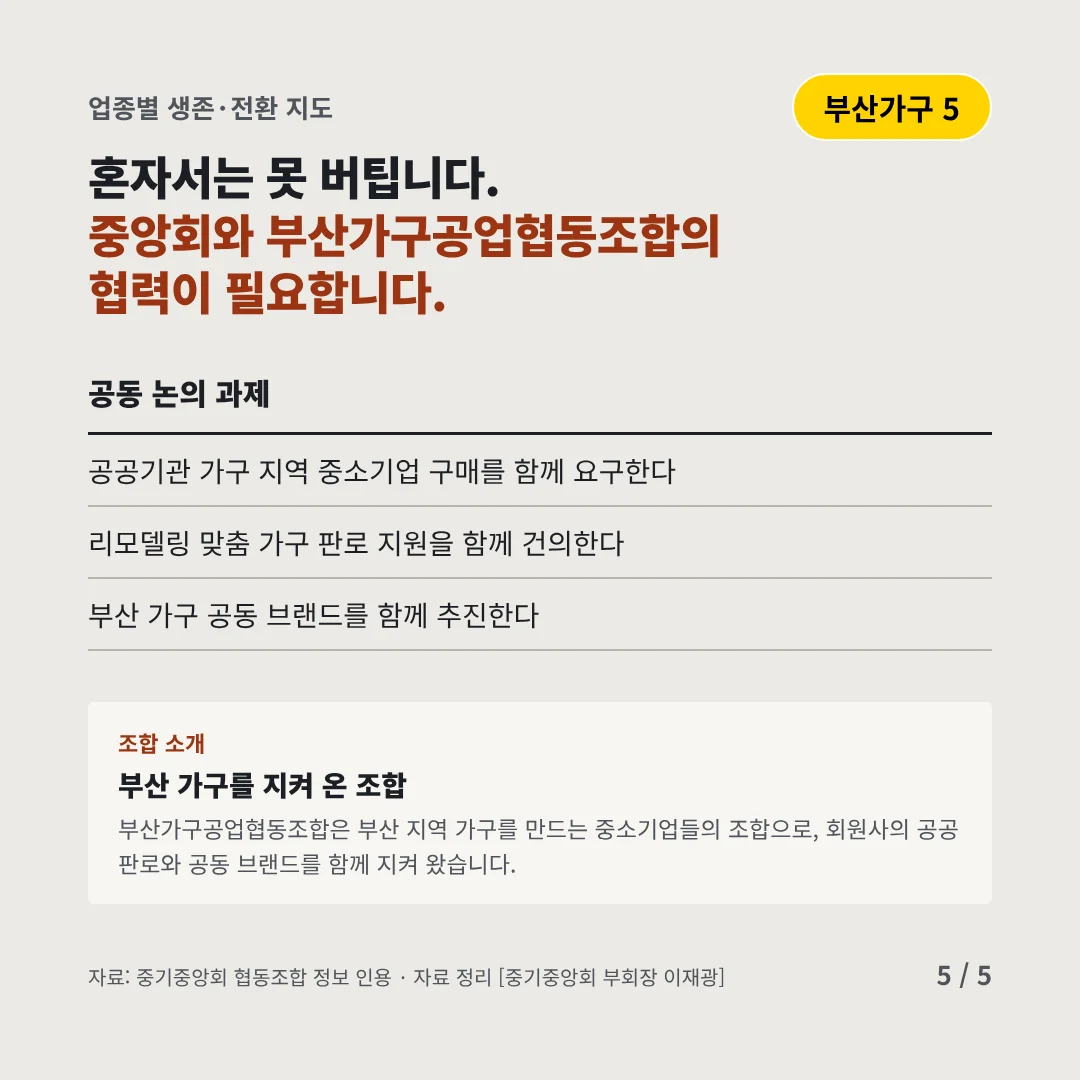 업종별 생존·전환 지도
부산가구 5
혼자서는 못 버팁니다.
중앙회와 부산가구공업협동조합의
협력이 필요합니다.
공동 논의 과제
공공기관 가구 지역 중소기업 구매를 함께 요구한다
리모델링 맞춤 가구 판로 지원을 함께 건의한다
부산 가구 공동 브랜드를 함께 추진한다
조합 소개
부산 가구를 지켜 온 조합
부산가구공업협동조합은 부산 지역 가구를 만드는 중소기업들의 조합으로, 회원사의 공공
판로와 공동 브랜드를 함께 지켜 왔습니다.
자료: 중기중앙회 협동조합 정보 인용 · 자료 정리 [중기중앙회 부회장 이재광]
5 / 5